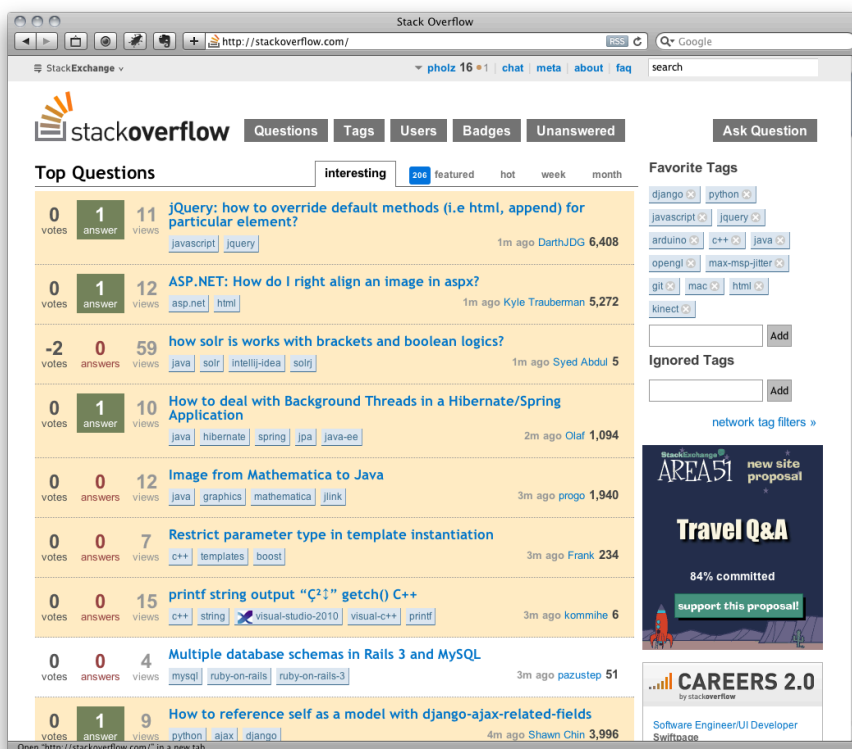 Stack Overflow
http://stackoverflow.com/
RSS
Google
StackExchange
pholz 16 1 chat meta about faq
search
stackoverflow
Questions Tags Users Badges Unanswered Ask Question
Top Questions
interesting 206 featured hot week month
0 votes 1 answer 11 views
jQuery: how to override default methods (i.e html, append) for
particular element?
javascript jquery
1m ago DarthJDG 6,408
0 votes 1 answer 12 views
ASP.NET: How do I right align an image in aspx?
asp.net html
1m ago Kyle Trauberman 5,272
-2 votes 0 answers 59 views
how solr is works with brackets and boolean logics?
java solr intellij-idea solrj
1m ago Syed Abdul 5
0 votes 1 answer 10 views
How to deal with Background Threads in a Hibernate/Spring
Application
java hibernate spring jpa java-ee
2m ago Olaf 1,094
0 votes 0 answers 12 views
Image from Mathematica to Java
java graphics mathematica jlink
3m ago progo 1,940
0 votes 0 answers 7 views
Restrict parameter type in template instantiation
c++ templates boost
3m ago Frank 234
0 votes 0 answers 15 views
printf string output “Ç²‡” getch() C++
c++ string visual-studio-2010 visual-c++ printf
3m ago kommihe 6
0 votes 0 answers 4 views
Multiple database schemas in Rails 3 and MySQL
mysql ruby-on-rails ruby-on-rails-3
3m ago pazustep 51
0 votes 1 answer 9 views
How to reference self as a model with django-ajax-related-fields
python ajax django
4m ago Shawn Chin 3,996
Favorite Tags
django python
javascript jquery
arduino c++ java
opengl max-msp-jitter
git mac html
kinect
Add
Ignored Tags
Add
network tag filters »
StackExchange
AREA51 new site
proposal
Travel Q&A
84% committed
support this proposal!
CAREERS 2.0
by stackoverflow
Software Engineer/UI Developer
Swiftpage
Open "http://stackoverflow.com/" in a new tab